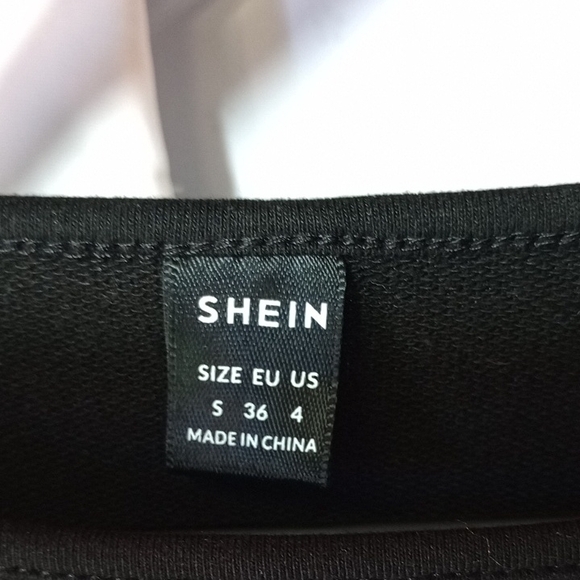 SHEIN
SIZE EU US
S 36 4
MADE IN CHINA